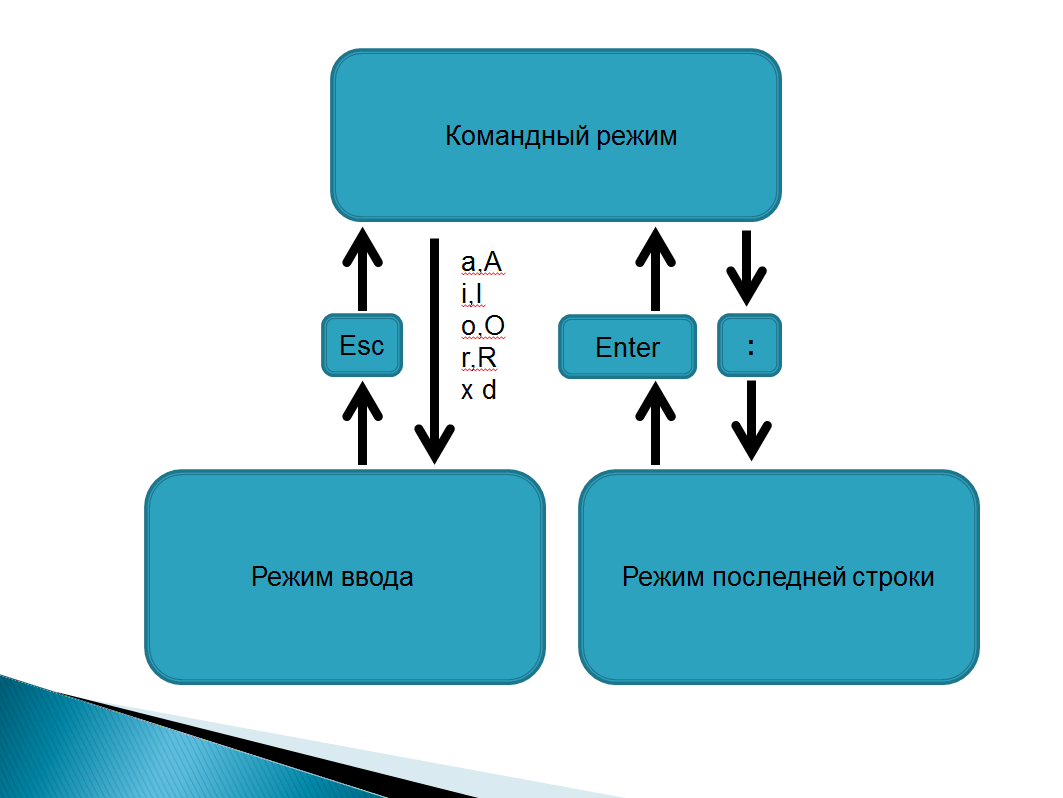 Командный режим
a,A
i,I
o,O
r,R
x d
Esc
Enter
:
Режим ввода
Режим последней строки